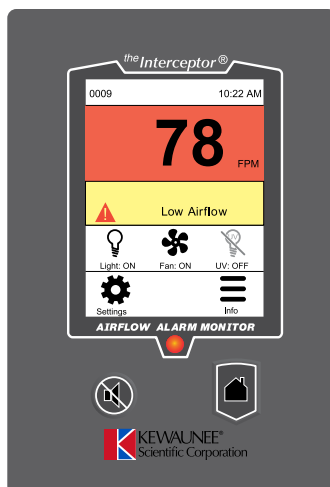 the Interceptor®
0009 10:22 AM
78 FPM
Low Airflow
Light: ON Fan: ON UV: OFF
Settings Info
AIRFLOW ALARM MONITOR
KEWAUNEE®
Scientific Corporation